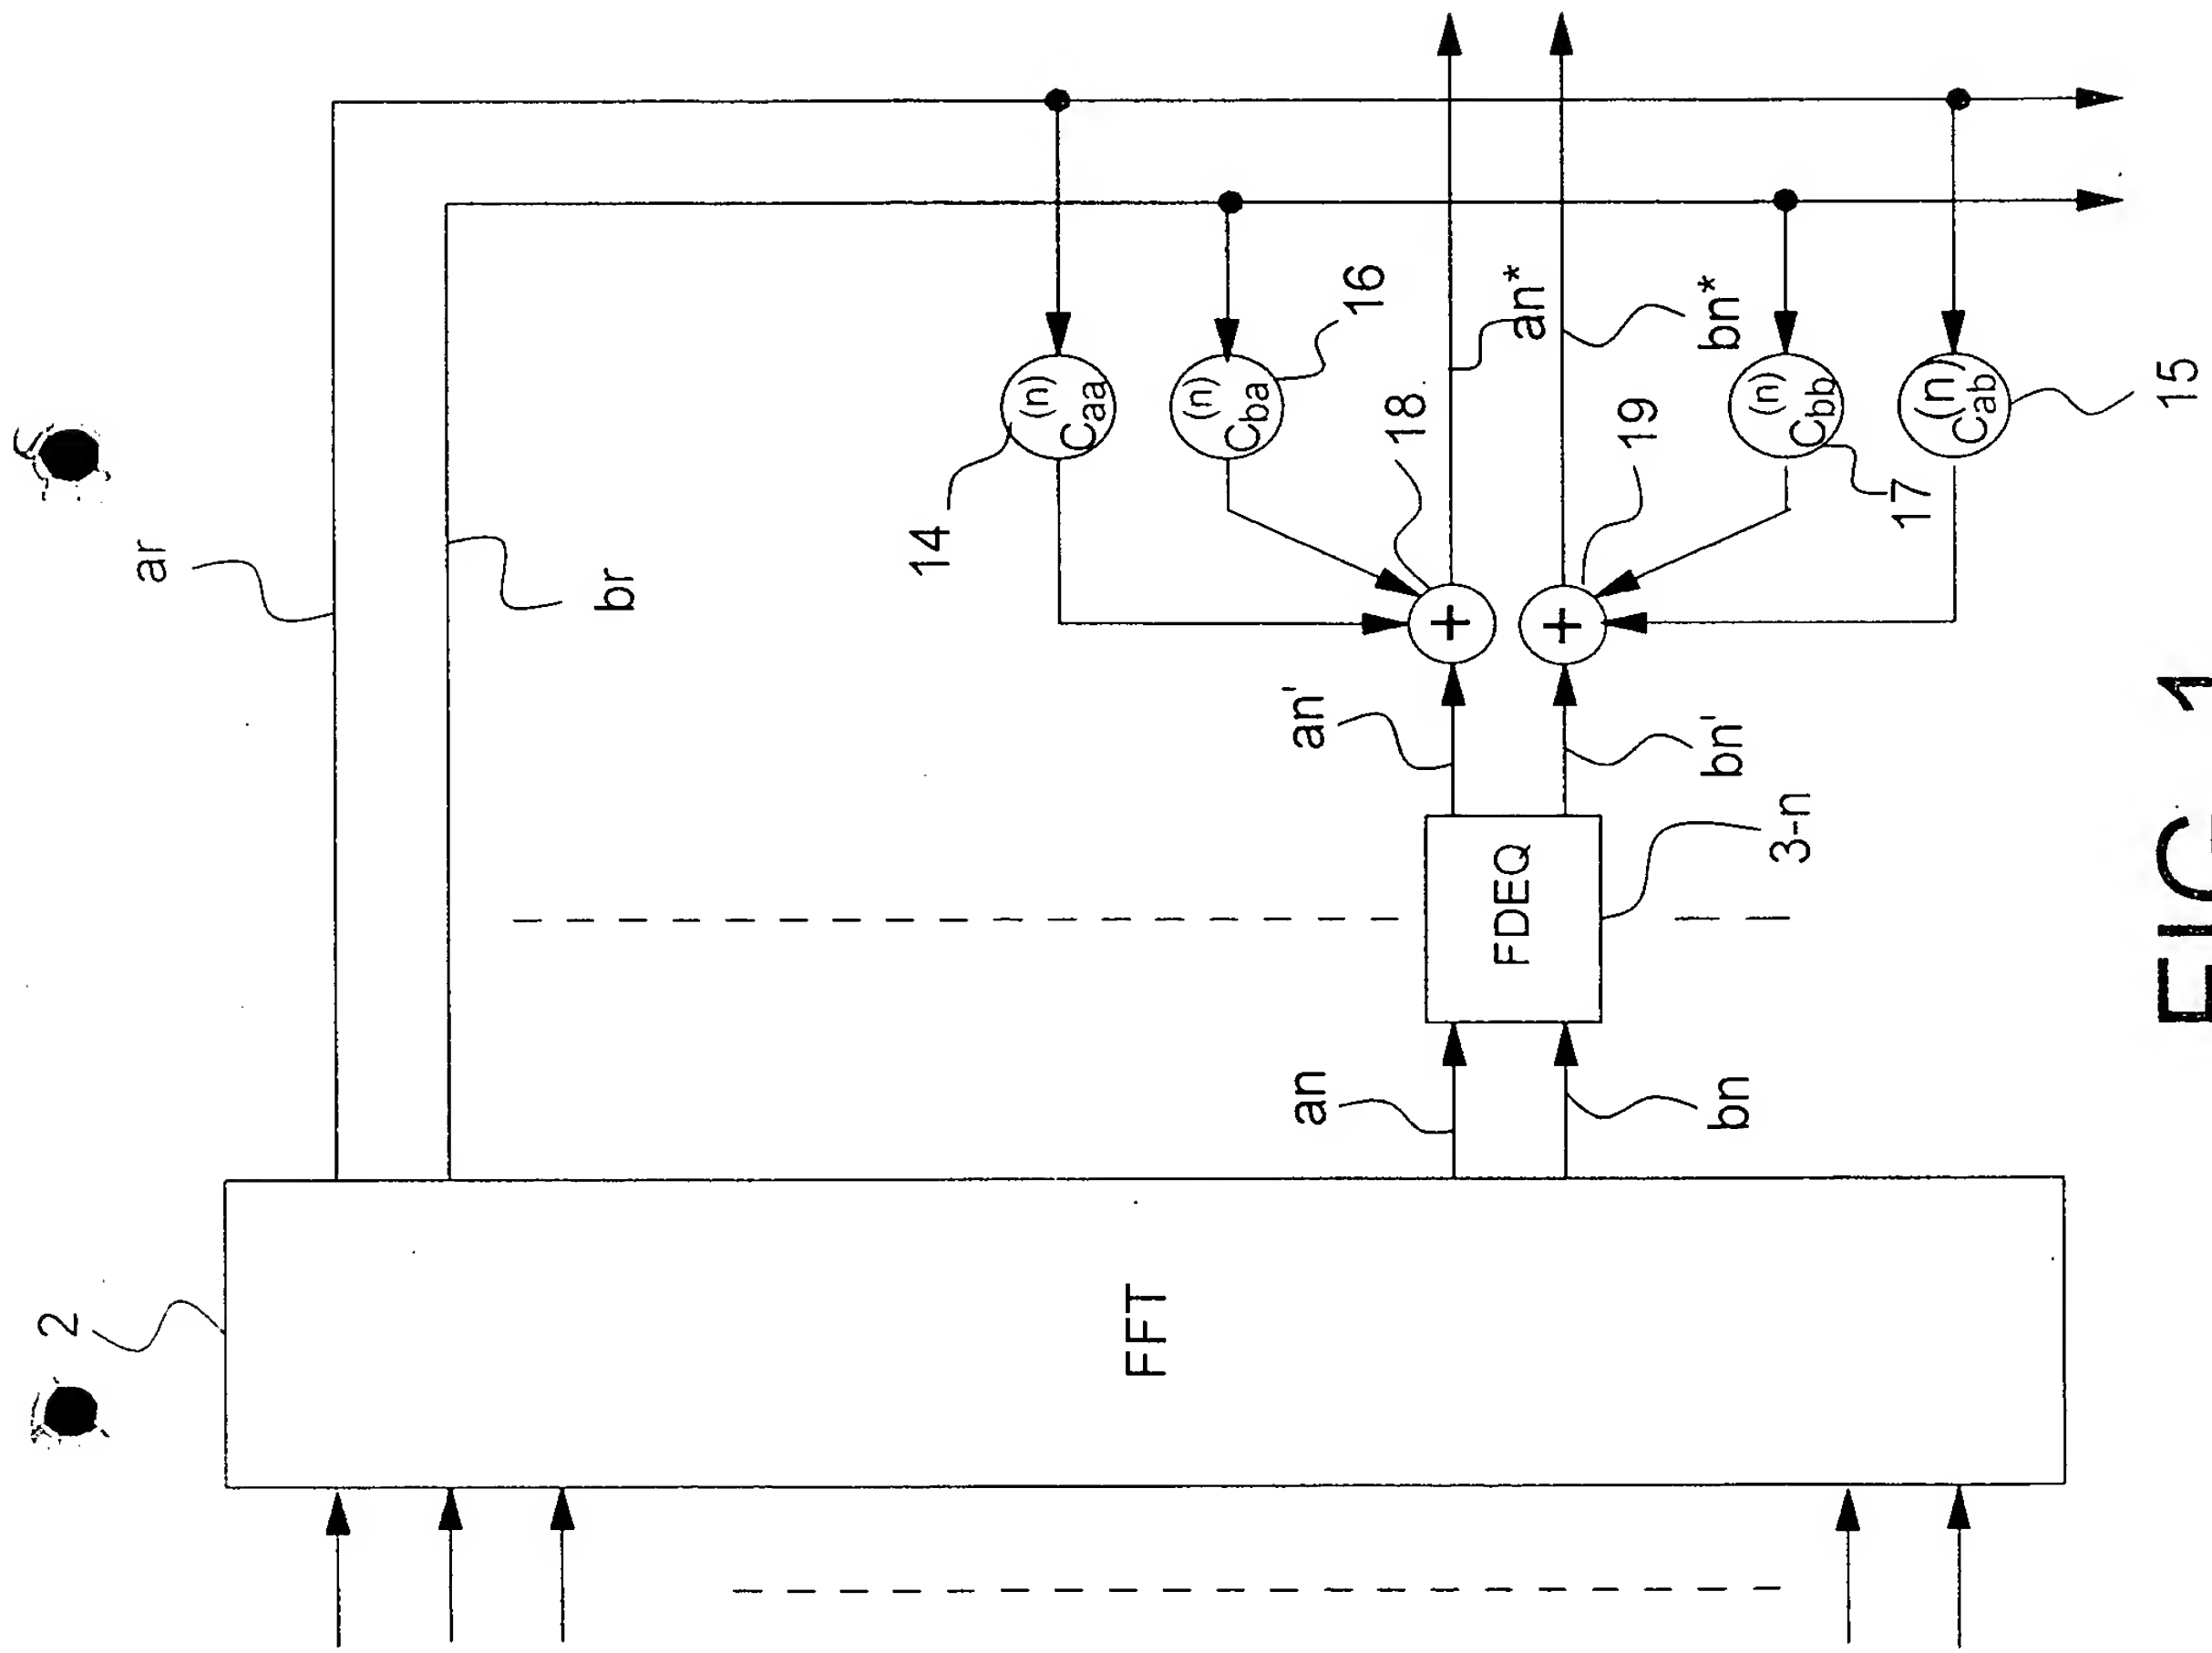 2
FFT
ar
br
an
bn
FDEQ
3-n
an'
bn'
14
(n)
Caa
(n)
Cba
16
18
+
+
19
an*
bn*
(n)
Cbb
17
(n)
Cab
15
FIG 1